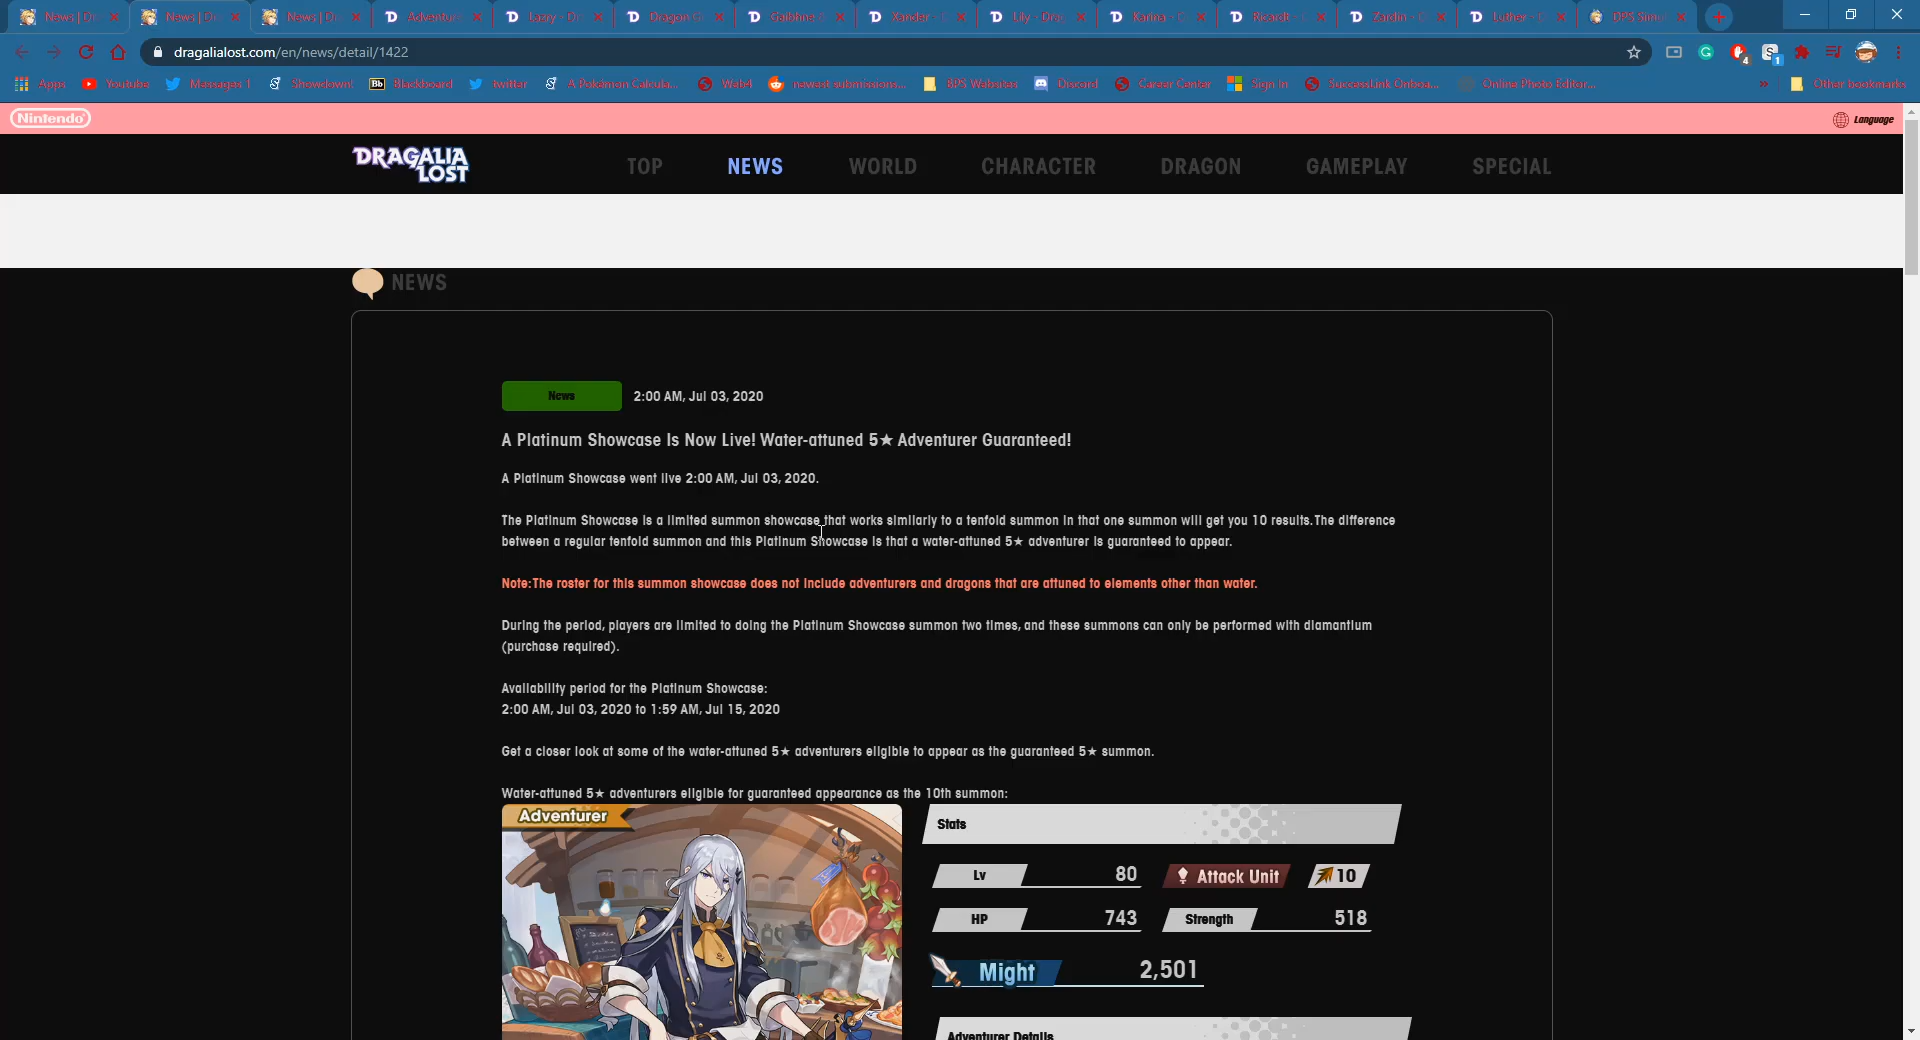 News | Dr
News | Dr
News | Dr
Adventure
Laxy - Dr
Dragon G
Gaibhne
Xander -
Lily - Drag
Karina -
Ricardt -
Zardin -
Luther -
DPS Simu
dragalialost.com/en/news/detail/1422
4
1
Apps
Youtube
Messages 1
Showdown!
Blackboard
twitter
A Pokémon Calcula...
Web4
newest submissions...
BPS Websites
Discord
Career Center
Sign in
SuccessLink Onboa...
Online Photo Editor...
Other bookmarks
Nintendo
Language
DRAGALIA LOST
TOP
NEWS
WORLD
CHARACTER
DRAGON
GAMEPLAY
SPECIAL
NEWS
News
2:00 AM, Jul 03, 2020
A Platinum Showcase Is Now Live! Water-attuned 5★ Adventurer Guaranteed!
A Platinum Showcase went live 2:00 AM, Jul 03, 2020.
The Platinum Showcase is a limited summon showcase that works similarly to a tenfold summon in that one summon will get you 10 results. The difference
between a regular tenfold summon and this Platinum Showcase is that a water-attuned 5★ adventurer is guaranteed to appear.
Note: The roster for this summon showcase does not include adventurers and dragons that are attuned to elements other than water.
During the period, players are limited to doing the Platinum Showcase summon two times, and these summons can only be performed with diamantium
(purchase required).
Availability period for the Platinum Showcase:
2:00 AM, Jul 03, 2020 to 1:59 AM, Jul 15, 2020
Get a closer look at some of the water-attuned 5★ adventurers eligible to appear as the guaranteed 5★ summon.
Water-attuned 5★ adventurers eligible for guaranteed appearance as the 10th summon:
Adventurer
Stats
Lv 80
Attack Unit
10
HP 743
Strength 518
Might 2,501
Adventurer Details